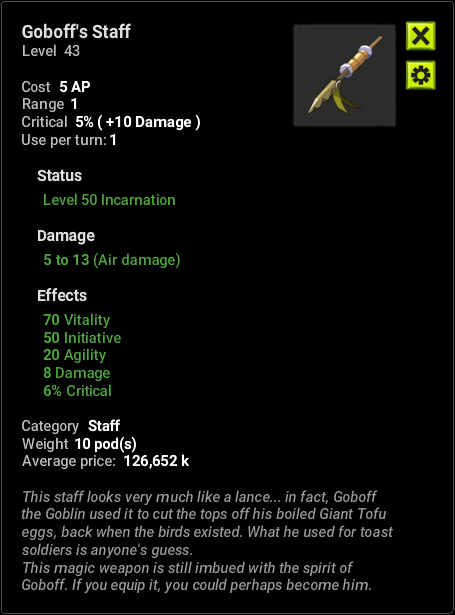 Goboff's Staff
Level 43
Cost 5 AP
Range 1
Critical 5% ( +10 Damage )
Use per turn: 1
Status
Level 50 Incarnation
Damage
5 to 13 (Air damage)
Effects
70 Vitality
50 Initiative
20 Agility
8 Damage
6% Critical
Category Staff
Weight 10 pod(s)
Average price: 126,652 k
This staff looks very much like a lance... in fact, Goboff
the Goblin used it to cut the tops off his boiled Giant Tofu
eggs, back when the birds existed. What he used for toast
soldiers is anyone's guess.
This magic weapon is still imbued with the spirit of
Goboff. If you equip it, you could perhaps become him.